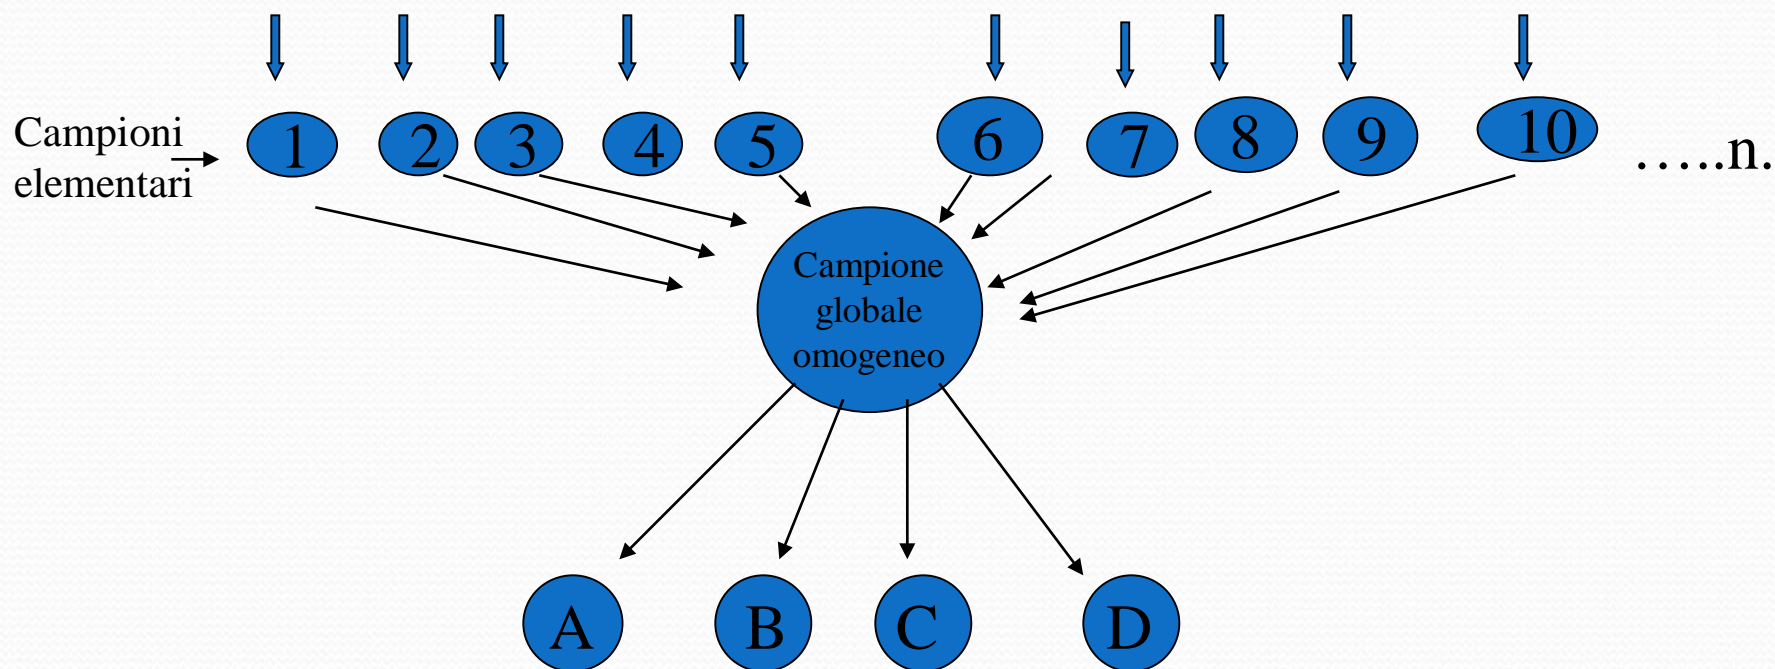 Campioni
elementari
1 2 3 4 5 6 7 8 9 10 …..n.
Campione
globale
omogeneo
A B C D